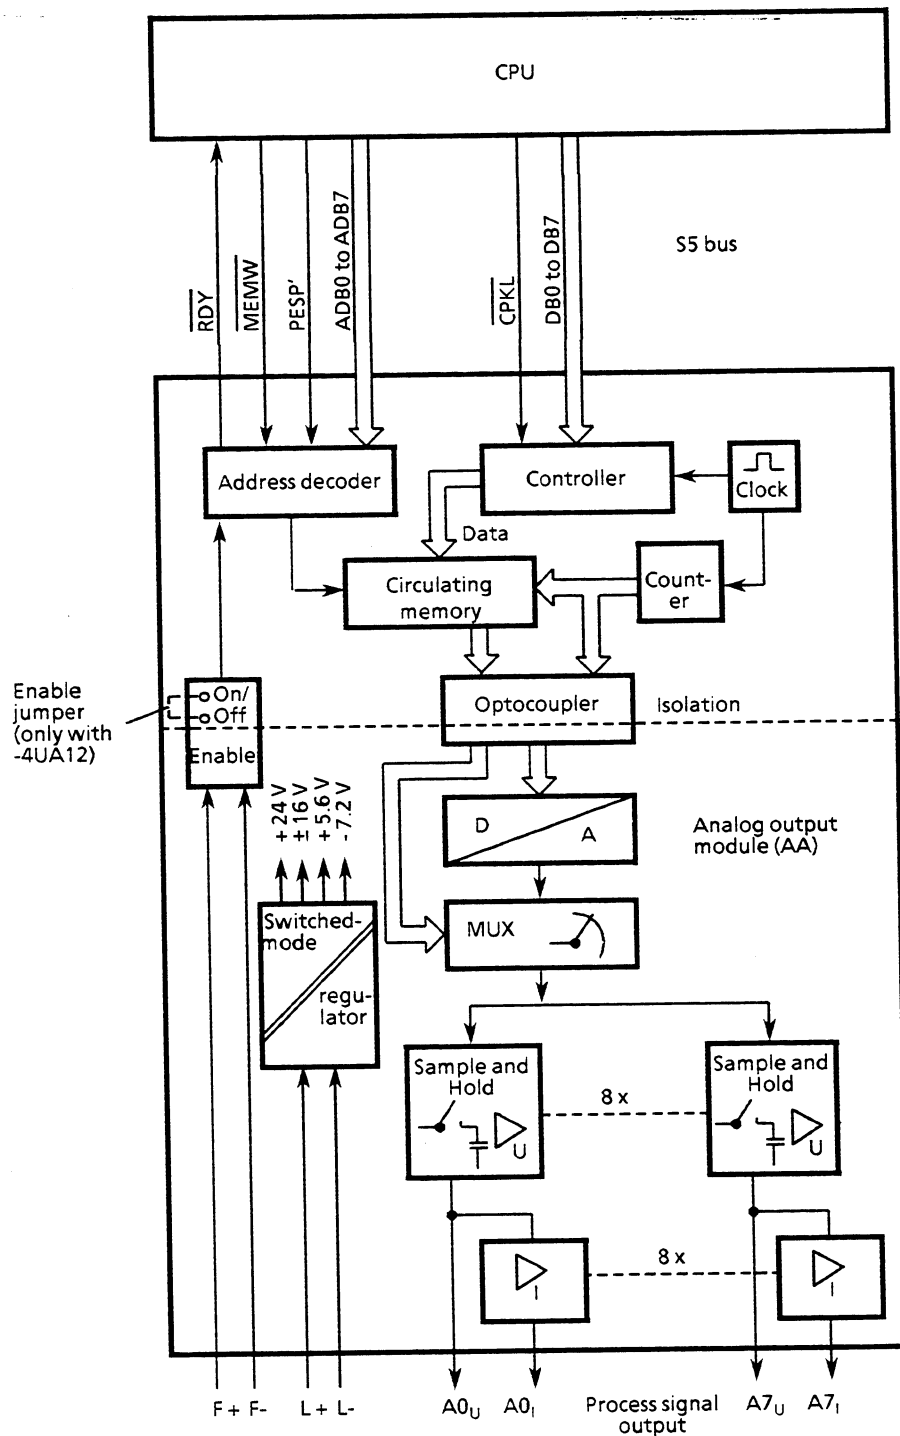 CPU
S5 bus
RDY
MEMW
PESP'
ADB0 to ADB7
CPKL
DB0 to DB7
Address decoder
Controller
Clock
Data
Circulating
memory
Count-
er
Enable
jumper
(only with
-4UA12)
On/
Off
Enable
Optocoupler
Isolation
+ 24 V
± 16 V
+ 5.6 V
- 7.2 V
D
A
Analog output
module (AA)
Switched-
mode
regu-
lator
MUX
Sample and
Hold
U
8 x
Sample and
Hold
U
I
8 x
I
F +
F-
L +
L-
A0U
A0I
Process signal
output
A7U
A7I